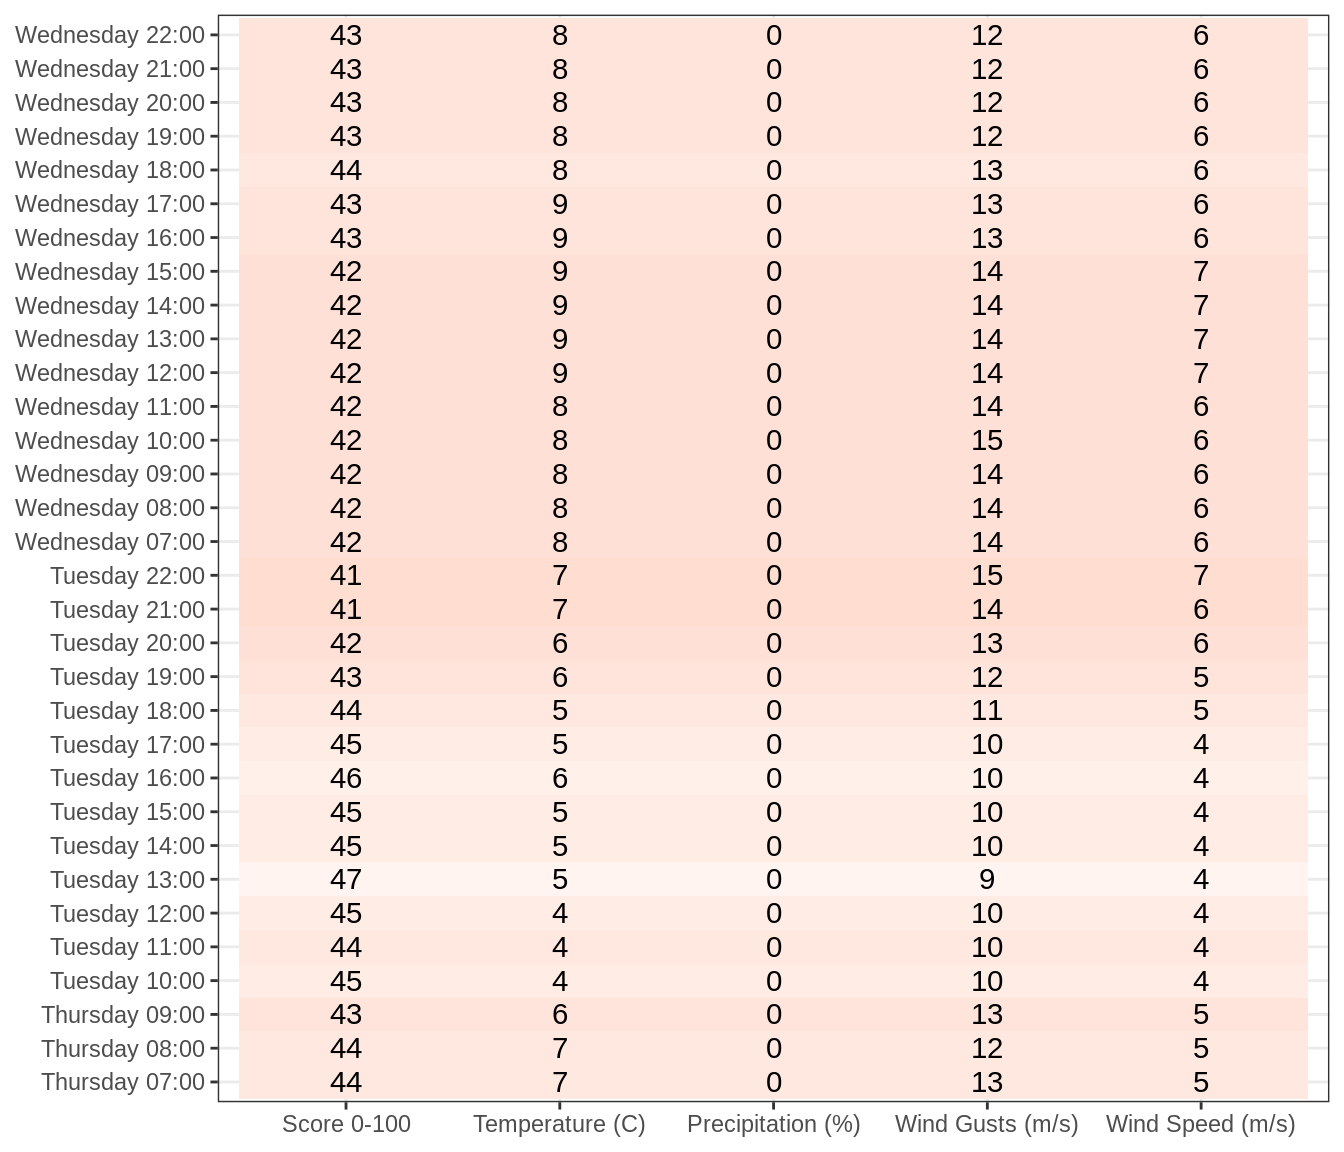 Wednesday 22:00 43 8 0 12 6
Wednesday 21:00 43 8 0 12 6
Wednesday 20:00 43 8 0 12 6
Wednesday 19:00 43 8 0 12 6
Wednesday 18:00 44 8 0 13 6
Wednesday 17:00 43 9 0 13 6
Wednesday 16:00 43 9 0 13 6
Wednesday 15:00 42 9 0 14 7
Wednesday 14:00 42 9 0 14 7
Wednesday 13:00 42 9 0 14 7
Wednesday 12:00 42 9 0 14 7
Wednesday 11:00 42 8 0 14 6
Wednesday 10:00 42 8 0 15 6
Wednesday 09:00 42 8 0 14 6
Wednesday 08:00 42 8 0 14 6
Wednesday 07:00 42 8 0 14 6
Tuesday 22:00 41 7 0 15 7
Tuesday 21:00 41 7 0 14 6
Tuesday 20:00 42 6 0 13 6
Tuesday 19:00 43 6 0 12 5
Tuesday 18:00 44 5 0 11 5
Tuesday 17:00 45 5 0 10 4
Tuesday 16:00 46 6 0 10 4
Tuesday 15:00 45 5 0 10 4
Tuesday 14:00 45 5 0 10 4
Tuesday 13:00 47 5 0 9 4
Tuesday 12:00 45 4 0 10 4
Tuesday 11:00 44 4 0 10 4
Tuesday 10:00 45 4 0 10 4
Thursday 09:00 43 6 0 13 5
Thursday 08:00 44 7 0 12 5
Thursday 07:00 44 7 0 13 5
Score 0-100 Temperature (C) Precipitation (%) Wind Gusts (m/s) Wind Speed (m/s)